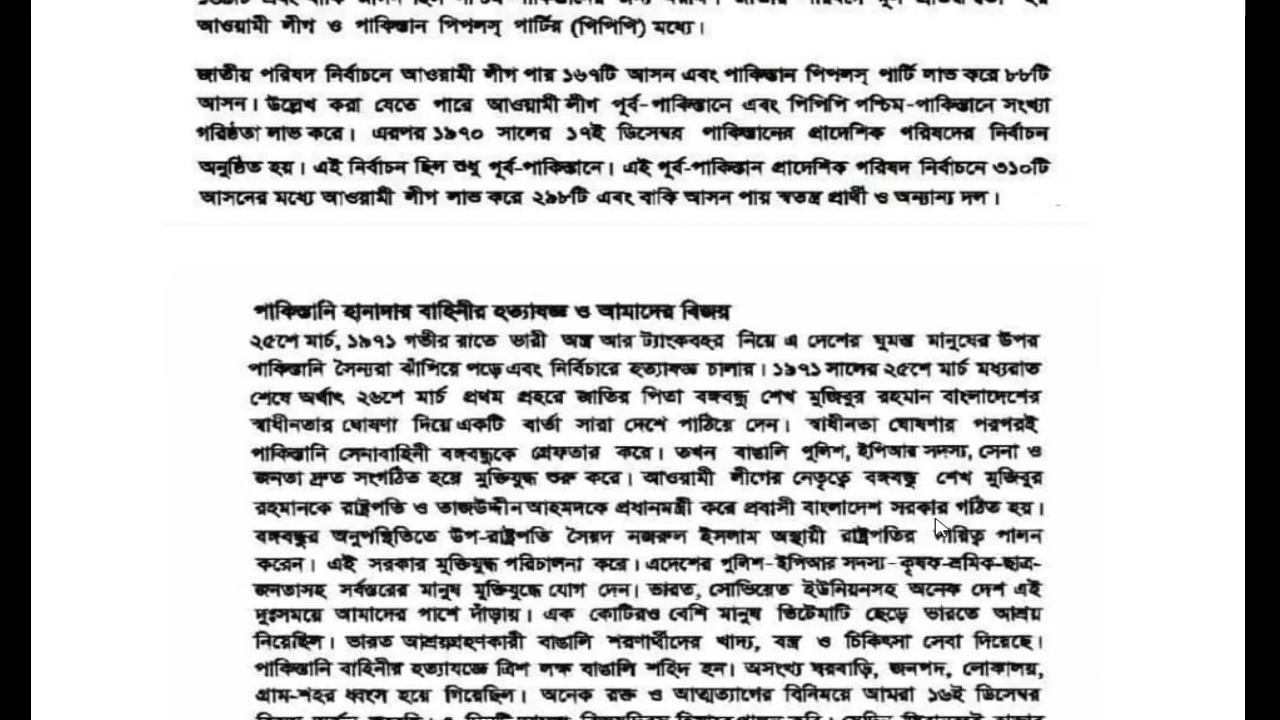 আওয়ামী লীগ ও পাকিস্তান পিপলস্ পার্টির (পিপিপি) মধ্যে।
জাতীয় পরিষদ নির্বাচনে আওয়ামী লীগ পায় ১৬৭টি আসন এবং পাকিস্তান পিপলস্ পার্টি লাভ করে ৮৮টি
আসন। উল্লেখ করা যেতে পারে আওয়ামী লীগ পূর্ব-পাকিস্তানে এবং পিপিপি পশ্চিম-পাকিস্তানে সংখ্যা
গরিষ্ঠতা লাভ করে। এরপর ১৯৭০ সালের ১৭ই ডিসেম্বর পাকিস্তানের প্রাদেশিক পরিষদের নির্বাচন
অনুষ্ঠিত হয়। এই নির্বাচন ছিল শুধু পূর্ব-পাকিস্তানে। এই পূর্ব-পাকিস্তান প্রাদেশিক পরিষদ নির্বাচনে ৩১০টি
আসনের মধ্যে আওয়ামী লীগ লাভ করে ২৯৮টি এবং বাকি আসন পায় স্বতন্ত্র প্রার্থী ও অন্যান্য দল।
পাকিস্তানি হানাদার বাহিনীর হত্যাযজ্ঞ ও আমাদের বিজয়
২৫শে মার্চ, ১৯৭১ গভীর রাতে ভারী অস্ত্র আর ট্যাংকবহর নিয়ে এ দেশের ঘুমন্ত মানুষের উপর
পাকিস্তানি সৈন্যরা ঝাঁপিয়ে পড়ে এবং নির্বিচারে হত্যাযজ্ঞ চালায়। ১৯৭১ সালের ২৫শে মার্চ মধ্যরাত
শেষে অর্থাৎ ২৬শে মার্চ প্রথম প্রহরে জাতির পিতা বঙ্গবন্ধু শেখ মুজিবুর রহমান বাংলাদেশের
স্বাধীনতার ঘোষণা দিয়ে একটি বার্তা সারা দেশে পাঠিয়ে দেন। স্বাধীনতা ঘোষণার পরপরই
পাকিস্তানি সেনাবাহিনী বঙ্গবন্ধুকে গ্রেফতার করে। তখন বাঙালি পুলিশ, ইপিআর সদস্য, সেনা ও
জনতা দ্রুত সংগঠিত হয়ে মুক্তিযুদ্ধ শুরু করে। আওয়ামী লীগের নেতৃত্বে বঙ্গবন্ধু শেখ মুজিবুর
রহমানকে রাষ্ট্রপতি ও তাজউদ্দীন আহমদকে প্রধানমন্ত্রী করে প্রবাসী বাংলাদেশ সরকার গঠিত হয়।
বঙ্গবন্ধুর অনুপস্থিতিতে উপ-রাষ্ট্রপতি সৈয়দ নজরুল ইসলাম অস্থায়ী রাষ্ট্রপতির দায়িত্ব পালন
করেন। এই সরকার মুক্তিযুদ্ধ পরিচালনা করে। এদেশের পুলিশ-ইপিআর সদস্য-কৃষক-শ্রমিক-ছাত্র-
জনতাসহ সর্বস্তরের মানুষ মুক্তিযুদ্ধে যোগ দেন। ভারত, সোভিয়েত ইউনিয়নসহ অনেক দেশ এই
দুঃসময়ে আমাদের পাশে দাঁড়ায়। এক কোটিরও বেশি মানুষ ভিটেমাটি ছেড়ে ভারতে আশ্রয়
নিয়েছিল। ভারত আশ্রয়গ্রহণকারী বাঙালি শরণার্থীদের খাদ্য, বস্ত্র ও চিকিৎসা সেবা দিয়েছে।
পাকিস্তানি বাহিনীর হত্যাযজ্ঞে ত্রিশ লক্ষ বাঙালি শহিদ হন। অসংখ্য ঘরবাড়ি, জনপদ, লোকালয়,
গ্রাম-শহর ধ্বংস হয়ে গিয়েছিল। অনেক রক্ত ও আত্মত্যাগের বিনিময়ে আমরা ১৬ই ডিসেম্বর